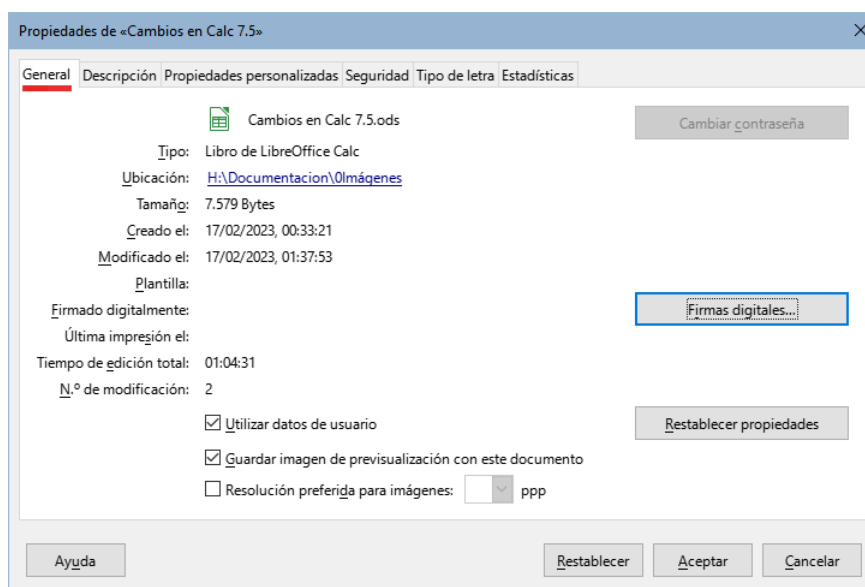 Propiedades de «Cambios en Calc 7.5»
General Descripción Propiedades personalizadas Seguridad Tipo de letra Estadísticas
Cambios en Calc 7.5.ods Cambiar contraseña
Tipo: Libro de LibreOffice Calc
Ubicación: H:\Documentacion\0Imágenes
Tamaño: 7.579 Bytes
Creado el: 17/02/2023, 00:33:21
Modificado el: 17/02/2023, 01:37:53
Plantilla:
Firmado digitalmente: Firmas digitales...
Última impresión el:
Tiempo de edición total: 01:04:31
N.º de modificación: 2
Utilizar datos de usuario Restablecer propiedades
Guardar imagen de previsualización con este documento
Resolución preferida para imágenes: ppp
Ayuda Restablecer Aceptar Cancelar